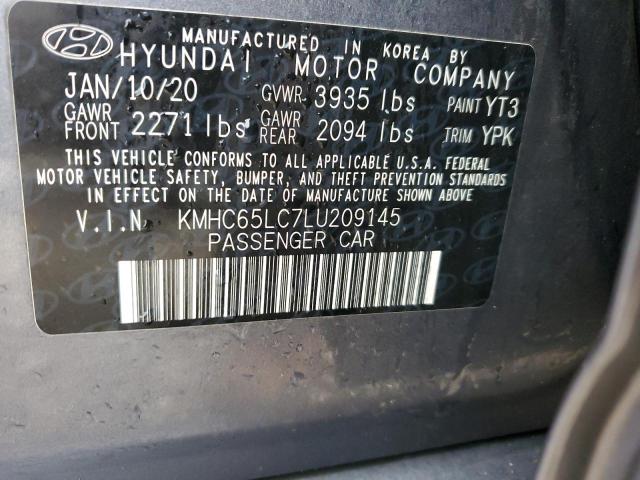 MANUFACTURED IN KOREA BY
HYUNDAI MOTOR COMPANY
JAN/10/20 GVWR 3935 lbs PAINT YT3
GAWR FRONT 2271 lbs GAWR REAR 2094 lbs TRIM YPK
THIS VEHICLE CONFORMS TO ALL APPLICABLE U.S.A. FEDERAL
MOTOR VEHICLE SAFETY, BUMPER, AND THEFT PREVENTION STANDARDS
IN EFFECT ON THE DATE OF MANUFACTURE SHOWN ABOVE
V.I.N. KMHC65LC7LU209145
PASSENGER CAR